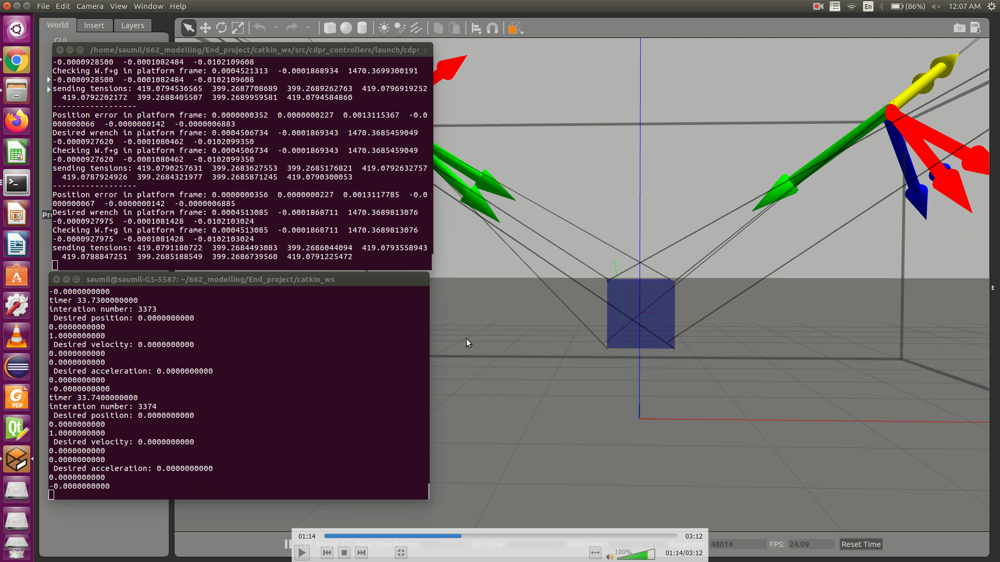 File Edit Camera View Window Help
En (86%) 12:07 AM
World Insert Layers
GUI
LOG
/home/saumil/662_modelling/End_project/catkin_ws/src/cdpr_controllers/launch/cdpr_p
-0.0000928500 -0.0001082484 -0.0102109608
Checking W.f+g in platform frame: 0.0004521313 -0.0001868934 1470.3699300191
-0.0000928500 -0.0001082484 -0.0102109608
sending tensions: 419.0794536565 399.2687708689 399.2689262763 419.0796919252
419.0792202172 399.2688405507 399.2689959581 419.0794584860
------------------
Position error in platform frame: 0.0000000352 0.0000000227 0.0013115367 -0.0
000000066 -0.0000000142 -0.0000006883
Desired wrench in platform frame: 0.0004506734 -0.0001869343 1470.3685459049
-0.0000927620 -0.0001080462 -0.0102099350
Checking W.f+g in platform frame: 0.0004506734 -0.0001869343 1470.3685459049
-0.0000927620 -0.0001080462 -0.0102099350
sending tensions: 419.0790257631 399.2683627553 399.2685176821 419.0792632757
419.0787924926 399.2684321977 399.2685871245 419.0790300053
------------------
Position error in platform frame: 0.0000000356 0.0000000227 0.0013117785 -0.0
000000067 -0.0000000142 -0.0000006885
Desired wrench in platform frame: 0.0004513085 -0.0001868711 1470.3689813076
-0.0000927975 -0.0001081428 -0.0102103024
Checking W.f+g in platform frame: 0.0004513085 -0.0001868711 1470.3689813076
-0.0000927975 -0.0001081428 -0.0102103024
sending tensions: 419.0791180722 399.2684493083 399.2686044094 419.0793558943
419.0788847251 399.2685188549 399.2686739560 419.0791225472
saumil@saumil-G5-5587: ~/662_modelling/End_project/catkin_ws
-0.0000000000
timer 33.7300000000
interation number: 3373
Desired position: 0.0000000000
0.0000000000
1.0000000000
Desired velocity: 0.0000000000
0.0000000000
0.0000000000
Desired acceleration: 0.0000000000
0.0000000000
-0.0000000000
timer 33.7400000000
interation number: 3374
Desired position: 0.0000000000
0.0000000000
1.0000000000
Desired velocity: 0.0000000000
0.0000000000
0.0000000000
Desired acceleration: 0.0000000000
0.0000000000
-0.0000000000
PDF
Qt
01:14 03:12
Steps: 1 Real Time Factor: 0.57 Sim Time: 00 00:00:48.014 Real Time: 00 00:01:35.233 Iterations: 48014 FPS: 24.09 Reset Time
100% 01:14/03:12